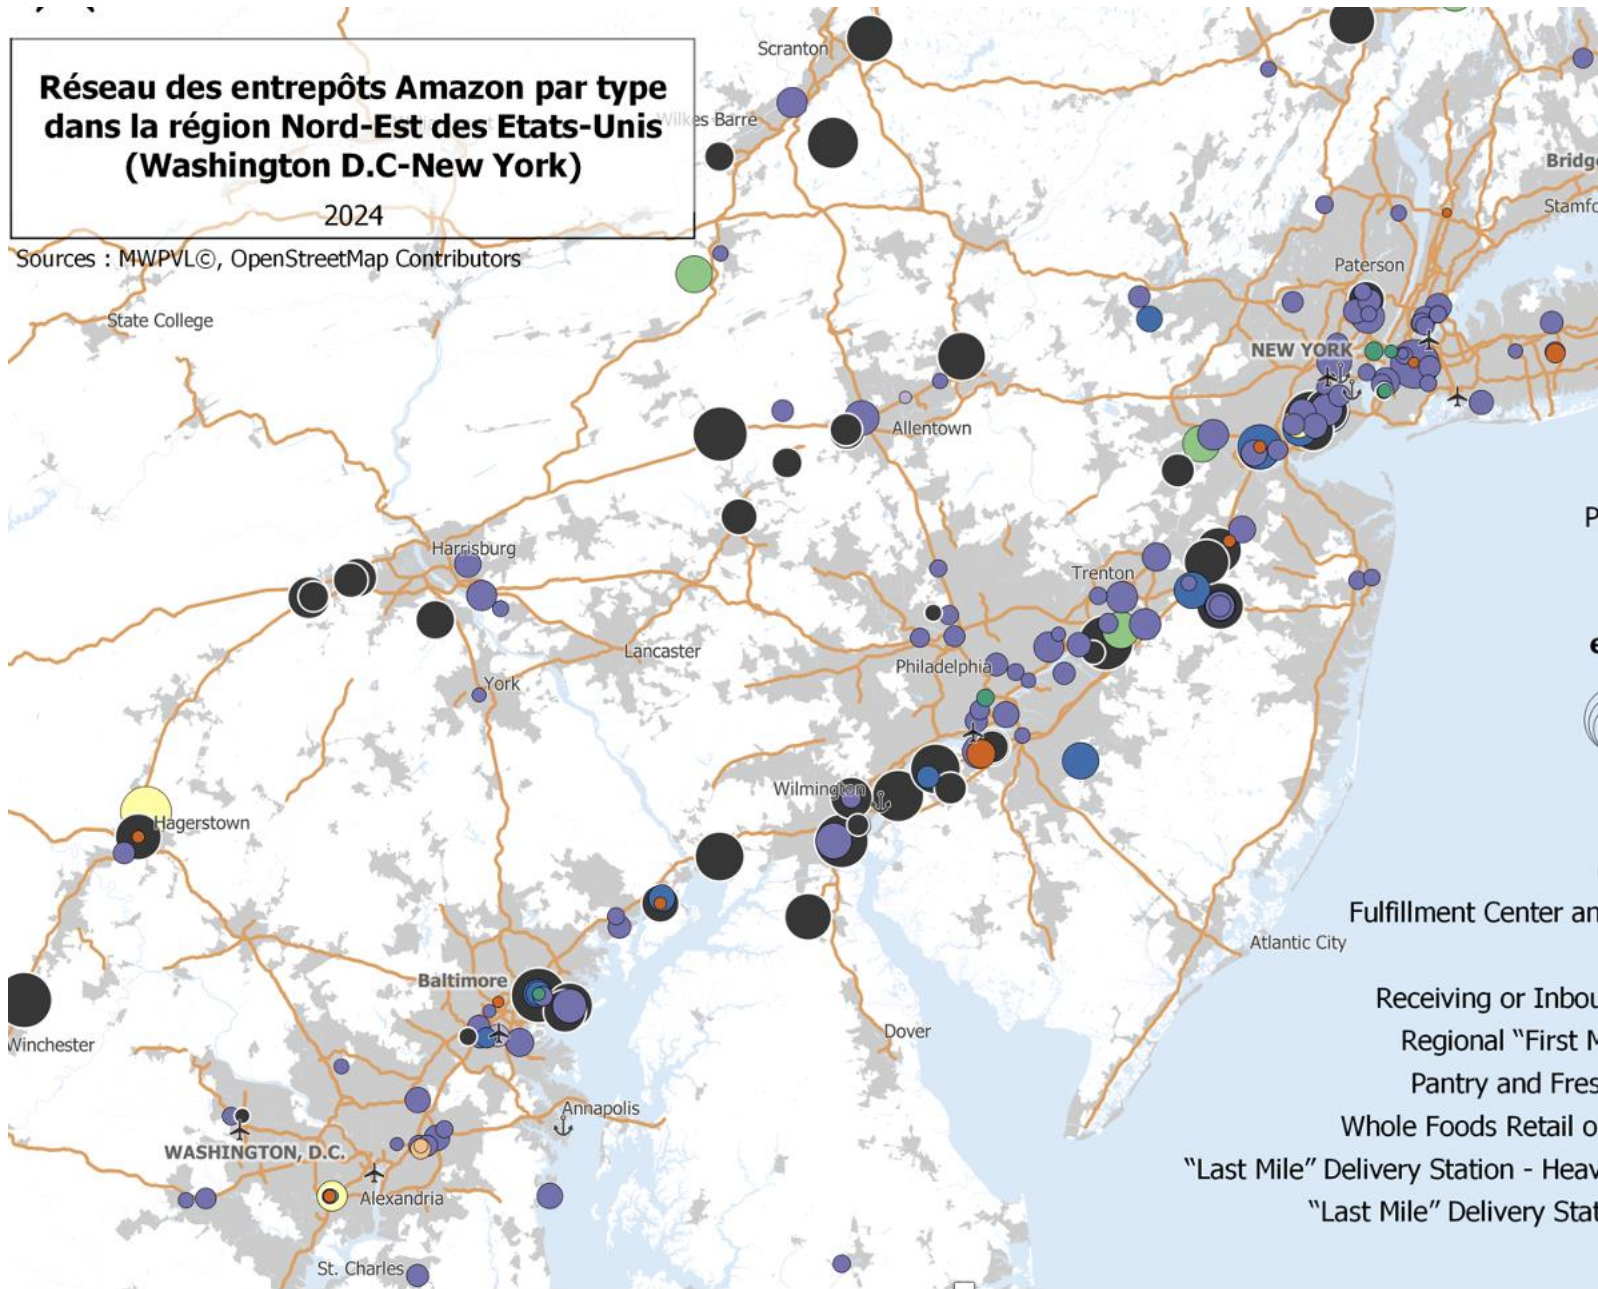 Réseau des entrepôts Amazon par type
dans la région Nord-Est des Etats-Unis
(Washington D.C-New York)
2024
Sources : MWPVL©, OpenStreetMap Contributors
Scranton
Wilkes Barre
State College
Bridg
Stamfo
Paterson
NEW YORK
Allentown
Harrisburg
Trenton
Lancaster
Philadelphia
York
Wilmington
Hagerstown
Atlantic City
Baltimore
Winchester
Dover
Annapolis
WASHINGTON, D.C.
Alexandria
St. Charles
P
e
Fulfillment Center an
Receiving or Inbou
Regional “First M
Pantry and Fres
Whole Foods Retail o
“Last Mile” Delivery Station - Heav
“Last Mile” Delivery Stat